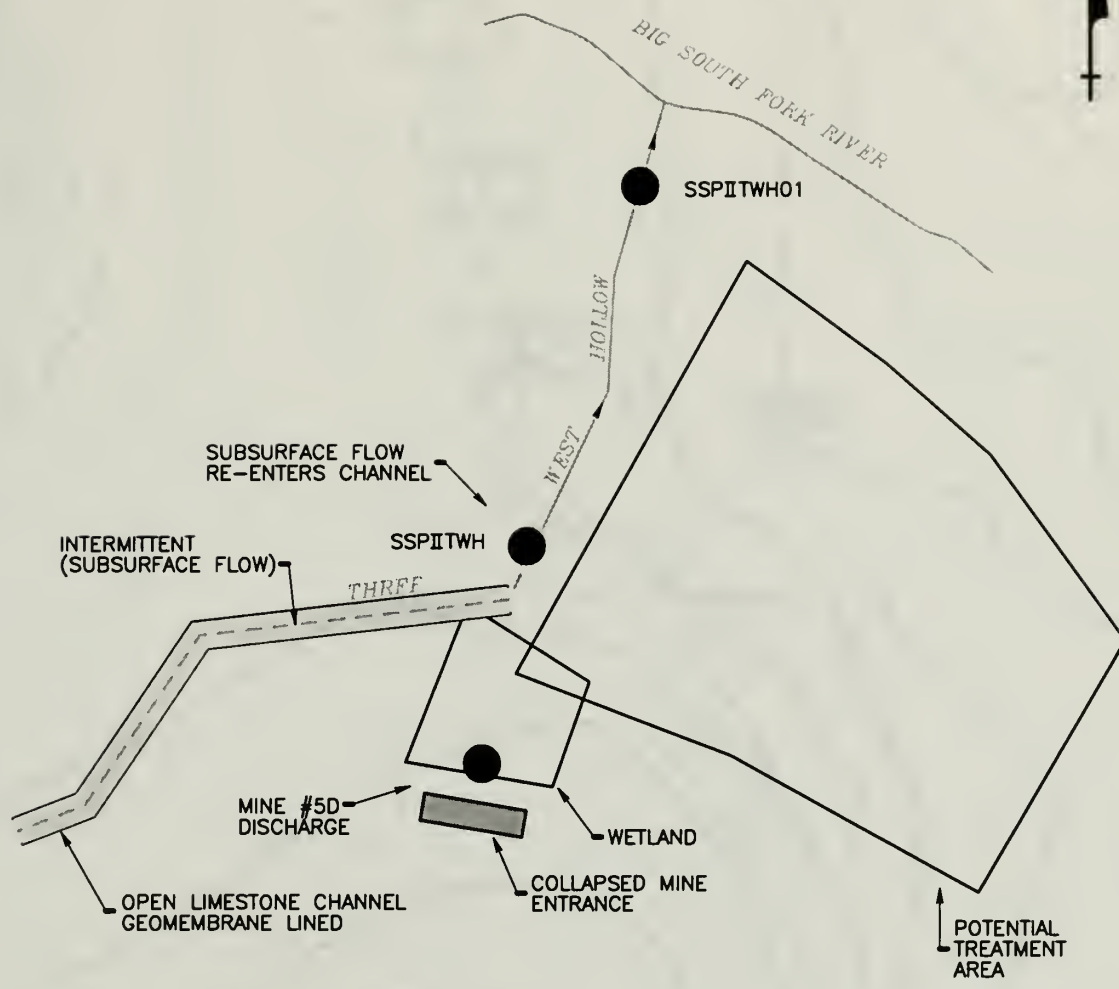 BIG SOUTH FORK RIVER
SSPIITWH01
HOLLOW
WEST
SUBSURFACE FLOW
RE-ENTERS CHANNEL
SSPIITWH
INTERMITTENT
(SUBSURFACE FLOW)
THREE
MINE #5D
DISCHARGE
WETLAND
COLLAPSED MINE
ENTRANCE
OPEN LIMESTONE CHANNEL
GEOMEMBRANE LINED
POTENTIAL
TREATMENT
AREA